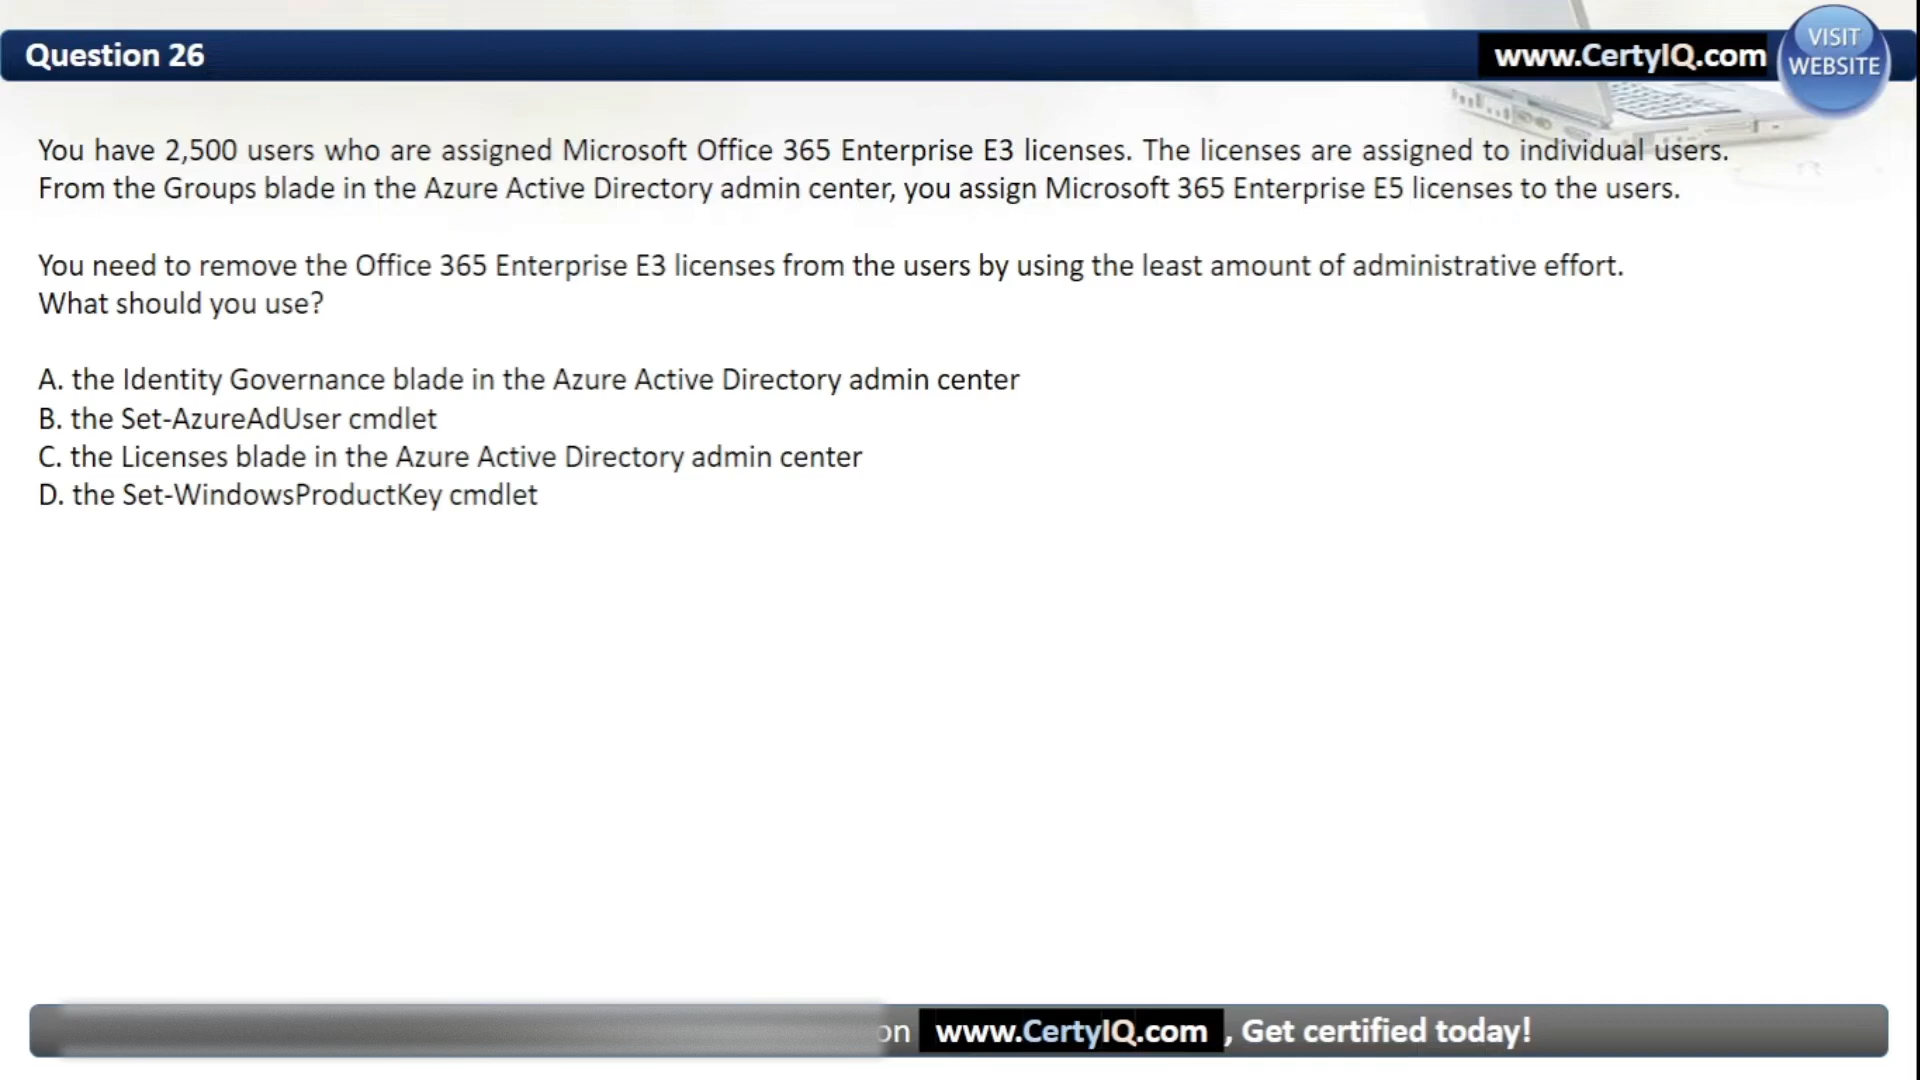 Question 26
www.CertyIQ.com
VISIT
WEBSITE
You have 2,500 users who are assigned Microsoft Office 365 Enterprise E3 licenses. The licenses are assigned to individual users.
From the Groups blade in the Azure Active Directory admin center, you assign Microsoft 365 Enterprise E5 licenses to the users.
You need to remove the Office 365 Enterprise E3 licenses from the users by using the least amount of administrative effort.
What should you use?
A. the Identity Governance blade in the Azure Active Directory admin center
B. the Set-AzureAdUser cmdlet
C. the Licenses blade in the Azure Active Directory admin center
D. the Set-WindowsProductKey cmdlet
on www.CertyIQ.com , Get certified today!